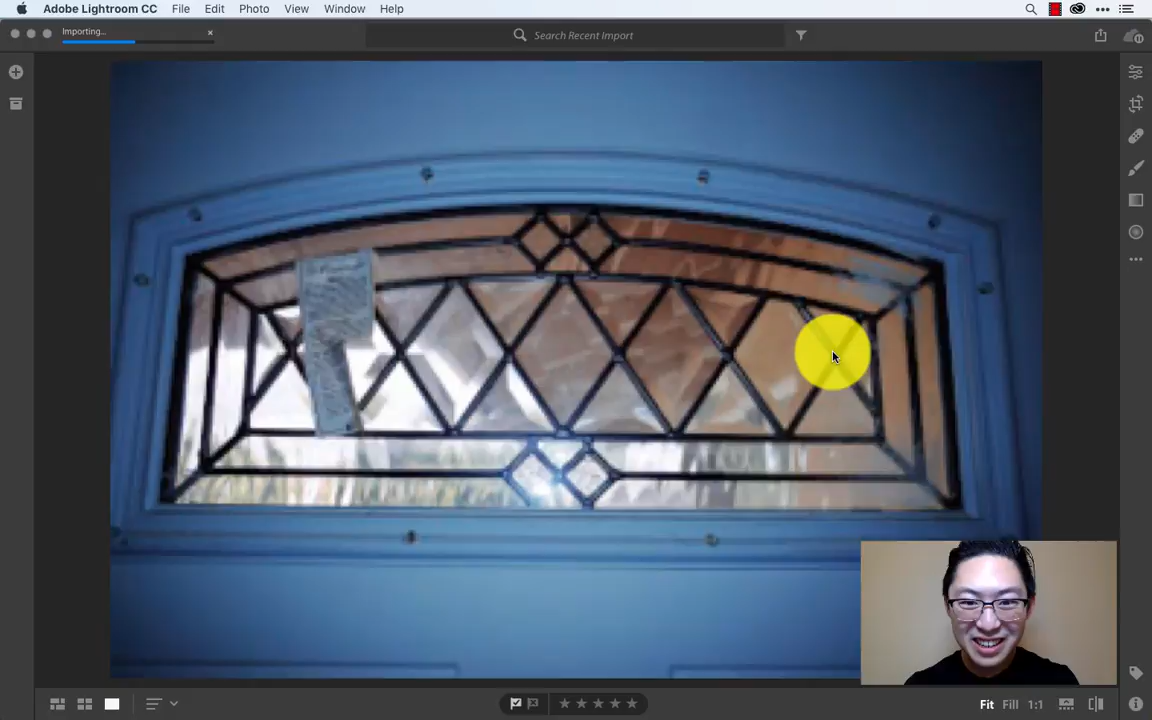 Adobe Lightroom CC File Edit Photo View Window Help
Importing...
Search Recent Import
Fit Fill 1:1